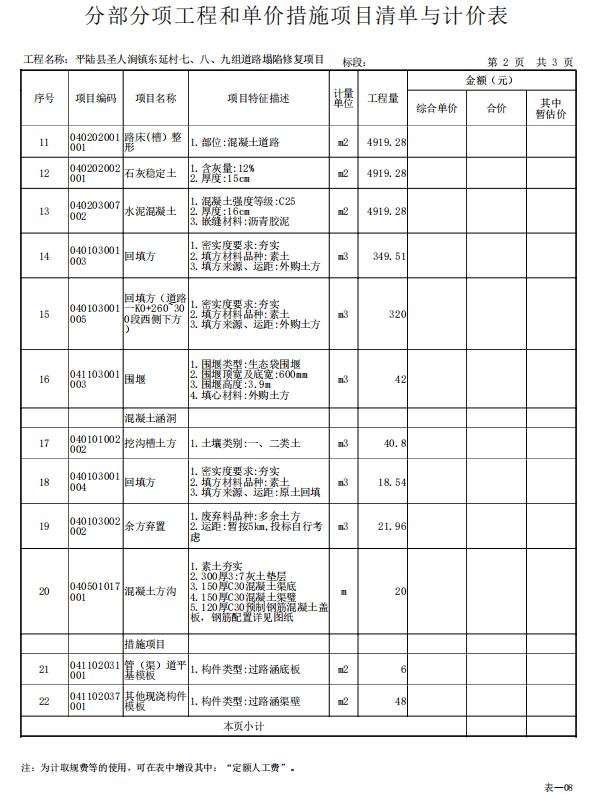 分部分项工程和单价措施项目清单与计价表
工程名称: 平陆县圣人涧镇东延村七、八、九组道路塌陷修复项目 标段: 第 2 页 共 3 页
序号 项目编码 项目名称 项目特征描述 计量单位 工程量 金额（元）
综合单价 合价 其中暂估价
11 040202001001 路床(槽)整形 1.部位:混凝土道路 m2 4919.28
12 040202002001 石灰稳定土 1.含灰量:12%
2.厚度:15cm m2 4919.28
13 040203007002 水泥混凝土 1.混凝土强度等级:C25
2.厚度:16cm
3.嵌缝材料:沥青胶泥 m2 4919.28
14 040103001003 回填方 1.密实度要求:夯实
2.填方材料品种:素土
3.填方来源、运距:外购土方 m3 349.51
15 040103001005 回填方（道路一K0+260~300段西侧下方） 1.密实度要求:夯实
2.填方材料品种:素土
3.填方来源、运距:外购土方 m3 320
16 041103001003 围堰 1.围堰类型:生态袋围堰
2.围堰顶宽及底宽:600mm
3.围堰高度:3.9m
4.填心材料:外购土方 m3 42
混凝土涵洞
17 040101002002 挖沟槽土方 1.土壤类别:一、二类土 m3 40.8
18 040103001004 回填方 1.密实度要求:夯实
2.填方材料品种:素土
3.填方来源、运距:原土回填 m3 18.54
19 040103002002 余方弃置 1.废弃料品种:多余土方
2.运距:暂按5km,投标自行考虑 m3 21.96
20 040501017001 混凝土方沟 1.素土夯实
2.300厚3:7灰土垫层
3.150厚C30混凝土渠底
4.150厚C30混凝土渠壁
5.120厚C30预制钢筋混凝土盖板，钢筋配置详见图纸 m 20
措施项目
21 041102031001 管（渠）道平基模板 1.构件类型:过路涵底板 m2 6
22 041102037001 其他现浇构件模板 1.构件类型:过路涵渠壁 m2 48
本页小计
注: 为计取规费等的使用，可在表中增设其中: “定额人工费”。
表—08